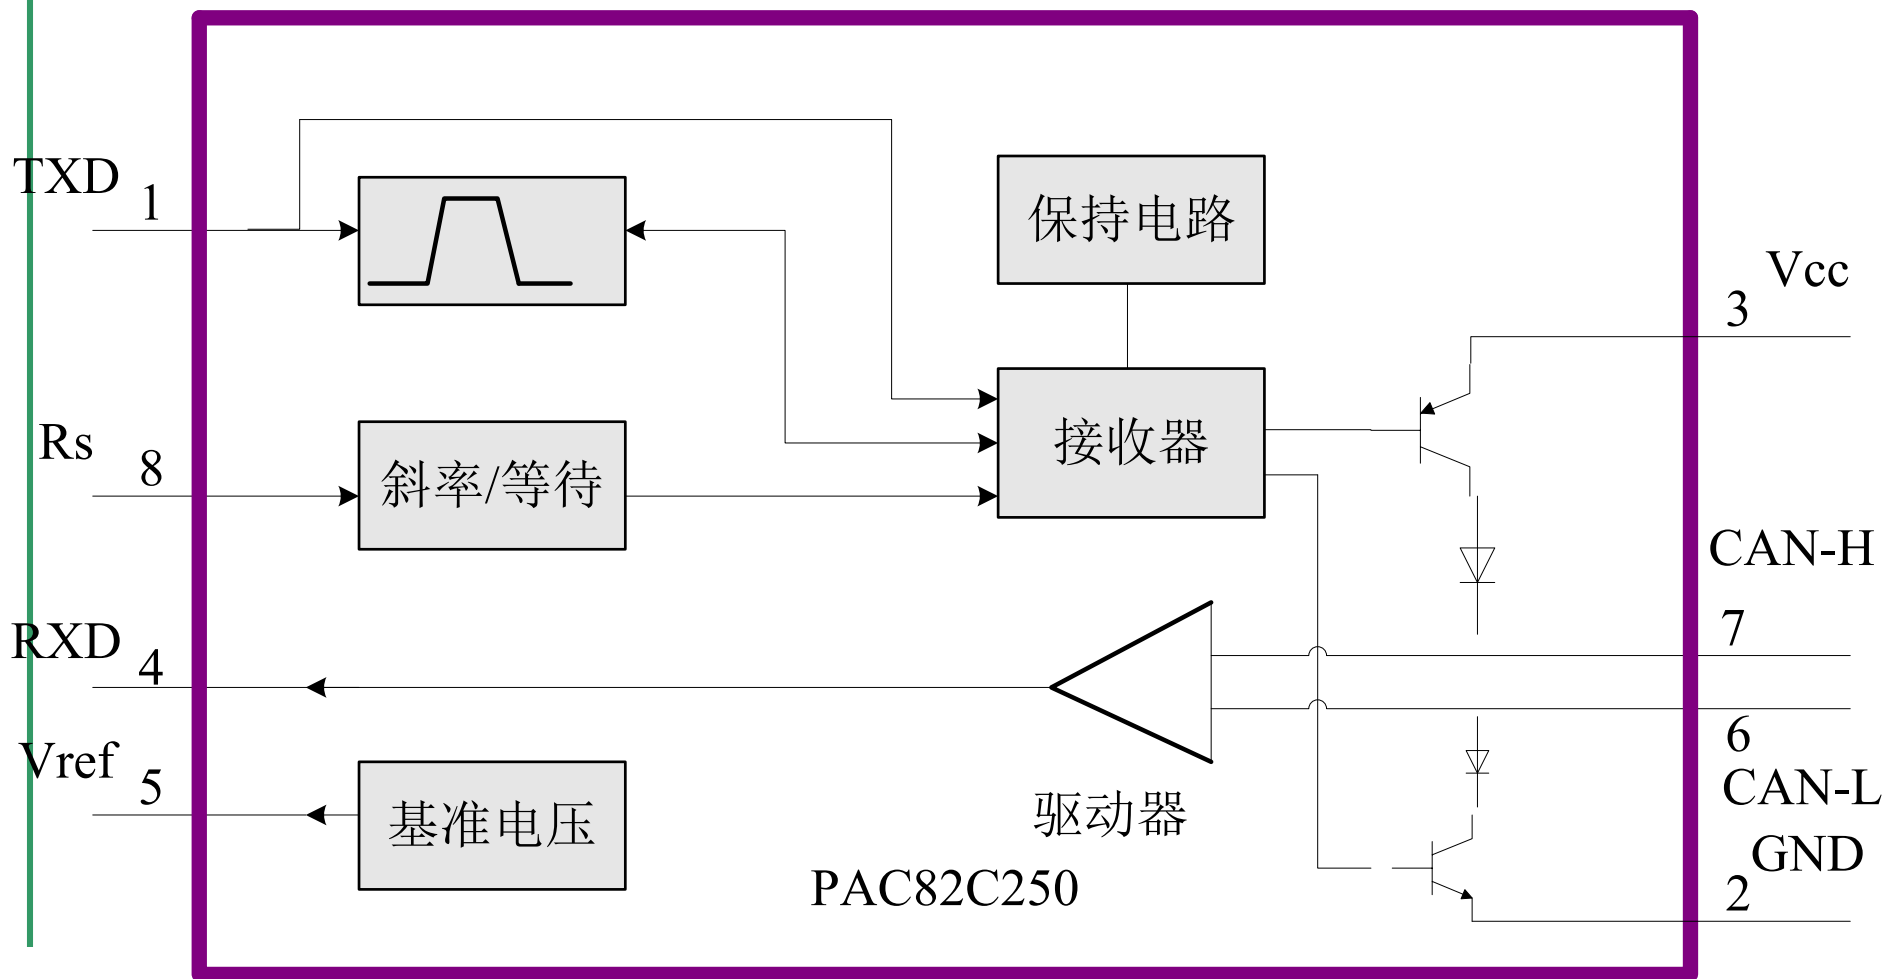 TXD
1
保持电路
Vcc
3
Rs
8
斜率/等待
接收器
CAN-H
7
RXD
4
6
Vref
5
基准电压
驱动器
CAN-L
GND
2
PAC82C250